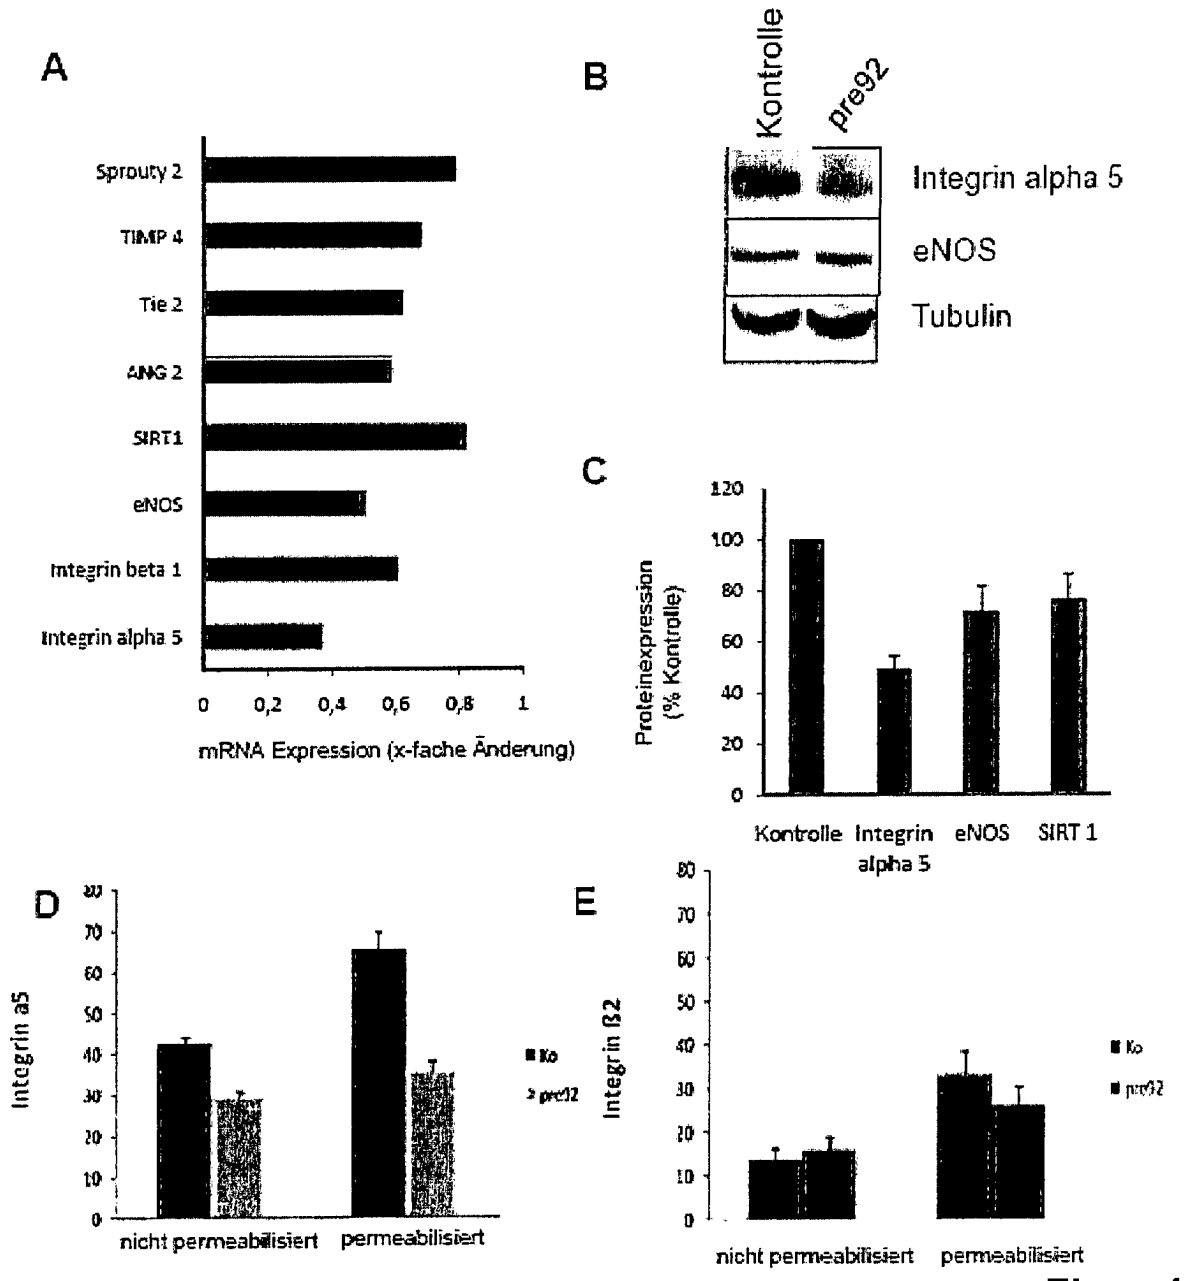 A
Sprouty 2
TIMP 4
Tie 2
ANG 2
SIRT1
eNOS
Integrin beta 1
Integrin alpha 5
0 0,2 0,4 0,6 0,8 1
mRNA Expression (x-fache Änderung)
B
Kontrolle
pre92
Integrin alpha 5
eNOS
Tubulin
C
Proteinexpression
(% Kontrolle)
120
100
80
60
40
20
0
Kontrolle Integrin eNOS SIRT 1
alpha 5
D
Integrin a5
80
70
60
50
40
30
20
10
0
nicht permeabilisiert permeabilisiert
Ko
pre92
E
Integrin ß2
80
70
60
50
40
30
20
10
0
nicht permeabilisiert permeabilisiert
Ko
pre92